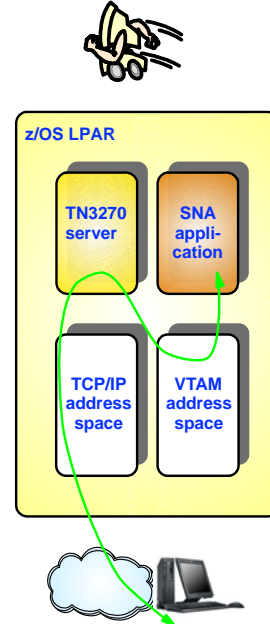 z/OS LPAR
TN3270
server
SNA
appli-
cation
TCP/IP
address
space
VTAM
address
space